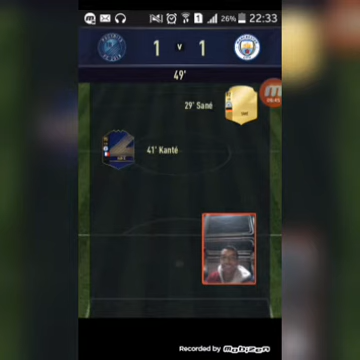 26% 22:33
1 v 1
49'
29' Sané
41' Kanté
Recorded by Mobizen